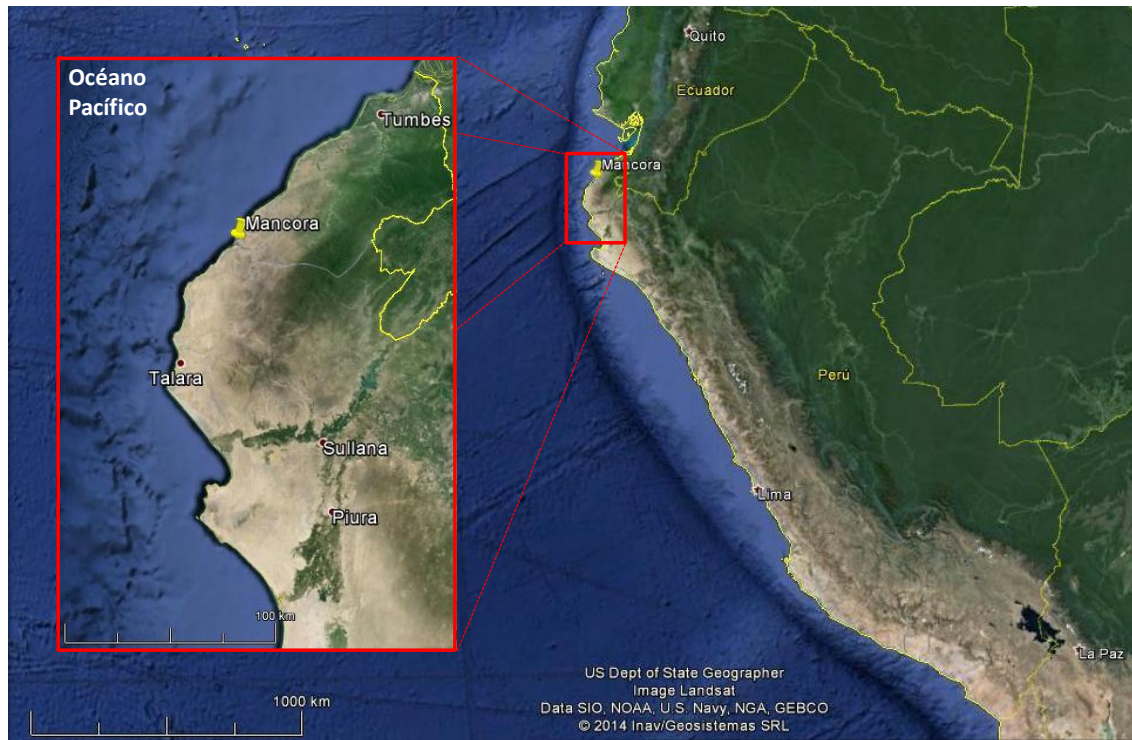 Océano
Pacífico
Tumbes
Mancora
Talara
Sullana
Piura
100 km
Quito
Ecuador
Mancora
Perú
Lima
La Paz
1000 km
US Dept of State Geographer
Image Landsat
Data SIO, NOAA, U.S. Navy, NGA, GEBCO
© 2014 Inav/Geosistemas SRL